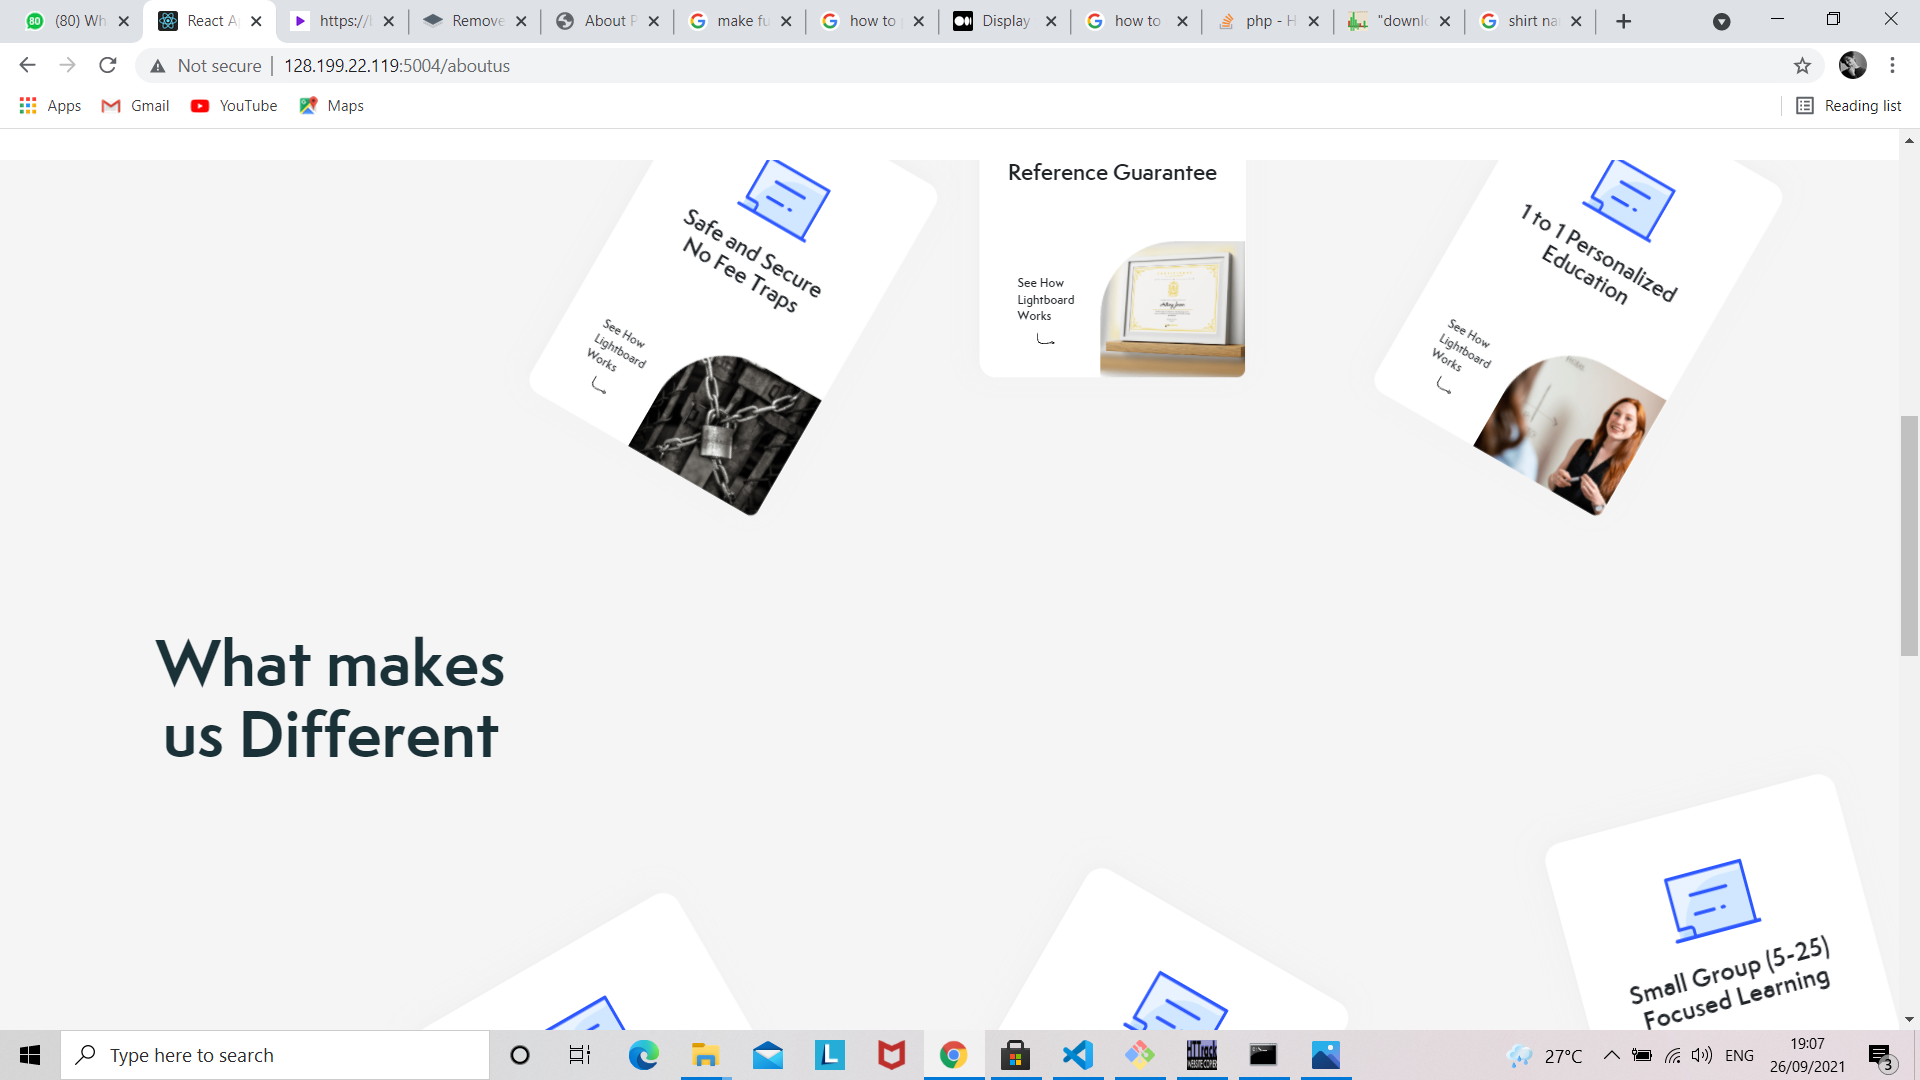 (80) Wh
React A
https://
Remove
About P
make fu
how to
Display
how to
php - H
"downl
shirt na
Not secure
128.199.22.119:5004/aboutus
Apps
Gmail
YouTube
Maps
Reading list
Safe and Secure
No Fee Traps
See How
Lightboard
Works
Reference Guarantee
See How
Lightboard
Works
1 to 1 Personalized
Education
See How
Lightboard
Works
What makes
us Different
Small Group (5-25)
Focused Learning
Type here to search
27°C
ENG
19:07
26/09/2021
3